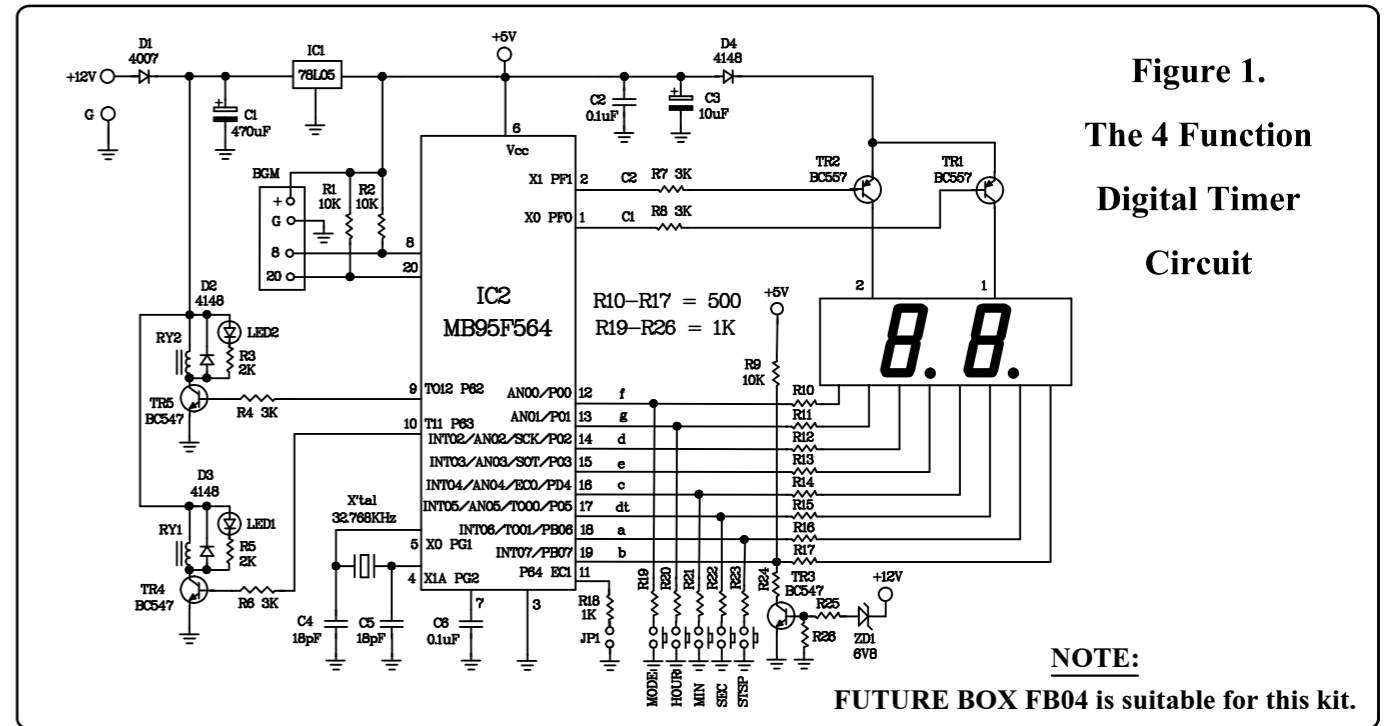 Figure 1.
The 4 Function
Digital Timer
Circuit
D1
4007
+12V
G
C1
470uF
IC1
78L05
+5V
C2
0.1uF
C3
10uF
D4
4148
BGM
+
G
8
20
R1
10K
R2
10K
8
20
6
Vcc
X1 PF1
2
C2
R7 3K
X0 PF0
1
C1
R8 3K
TR2
BC557
TR1
BC557
2
1
8.8.
IC2
MB95F564
R10-R17 = 500
R19-R26 = 1K
+5V
R9
10K
D2
4148
LED2
RY2
R3
2K
TR5
BC547
R4 3K
9
TO12 P62
10
T11 P63
D3
4148
LED1
RY1
R5
2K
TR4
BC547
R6 3K
X'tal
32.768KHz
5
X0 PG1
4
X1A PG2
C4
18pF
C5
18pF
C6
0.1uF
7
3
AN00/P00 12 f R10
AN01/P01 13 g R11
INT02/AN02/SCK/P02 14 d R12
INT03/AN03/SOT/P03 15 e R13
INT04/AN04/EC0/PD4 16 c R14
INT05/AN05/TO00/P05 17 dt R15
INT06/TO01/PB06 18 a R16
INT07/PB07 19 b R17
P64 EC1 11
R18
1K
JP1
R19
R20
R21
R22
R23
R24
MODE
HOUR
MIN
SEC
STSP
TR3
BC547
R25
R26
ZD1
6V8
+12V
NOTE:
FUTURE BOX FB04 is suitable for this kit.